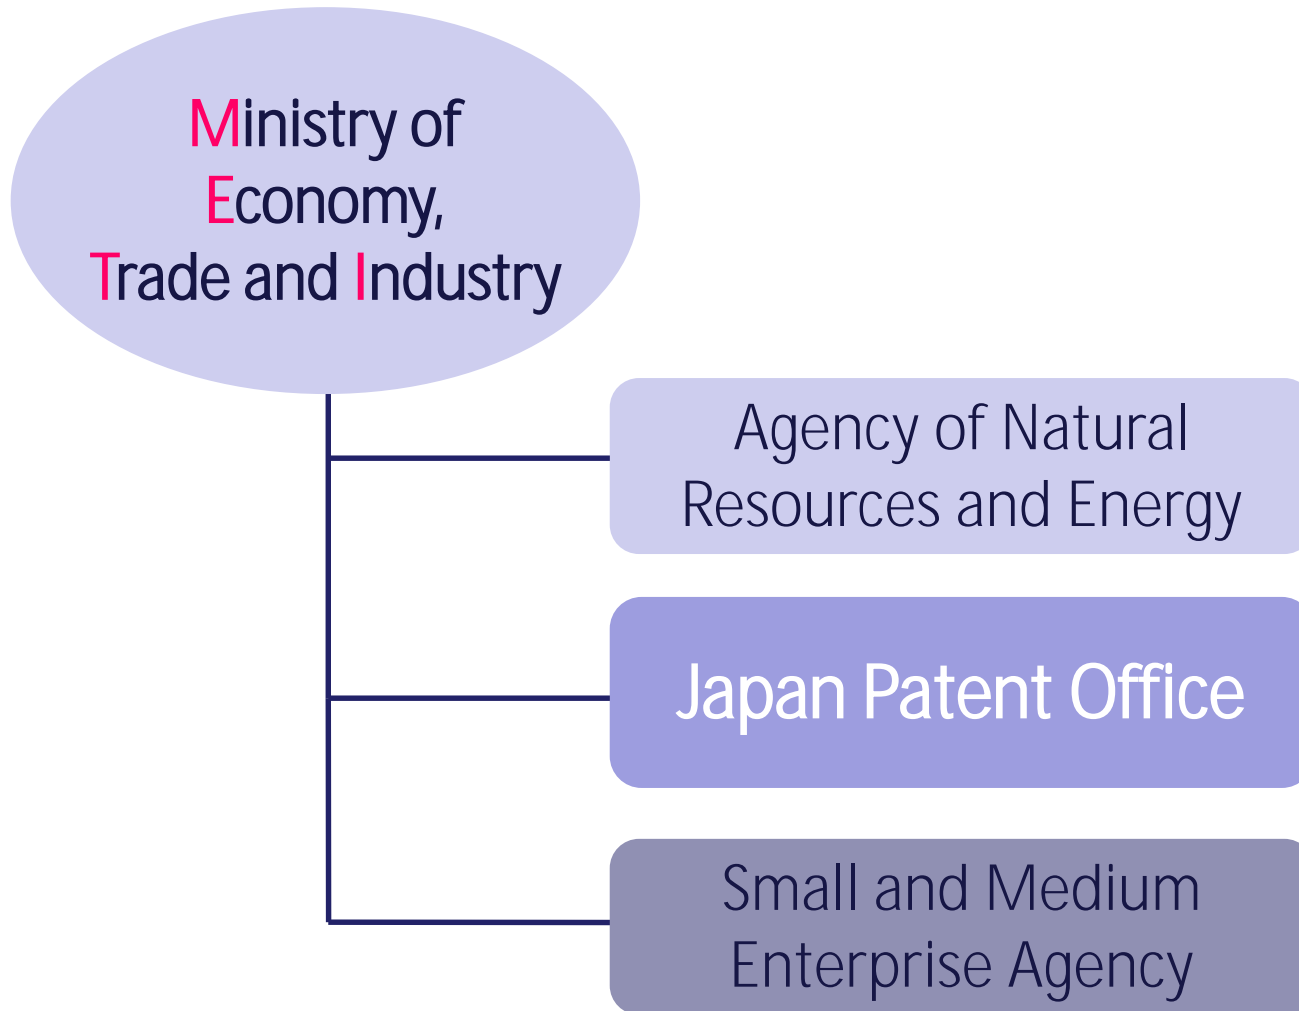 Ministry of
Economy,
Trade and Industry
Agency of Natural
Resources and Energy
Japan Patent Office
Small and Medium
Enterprise Agency